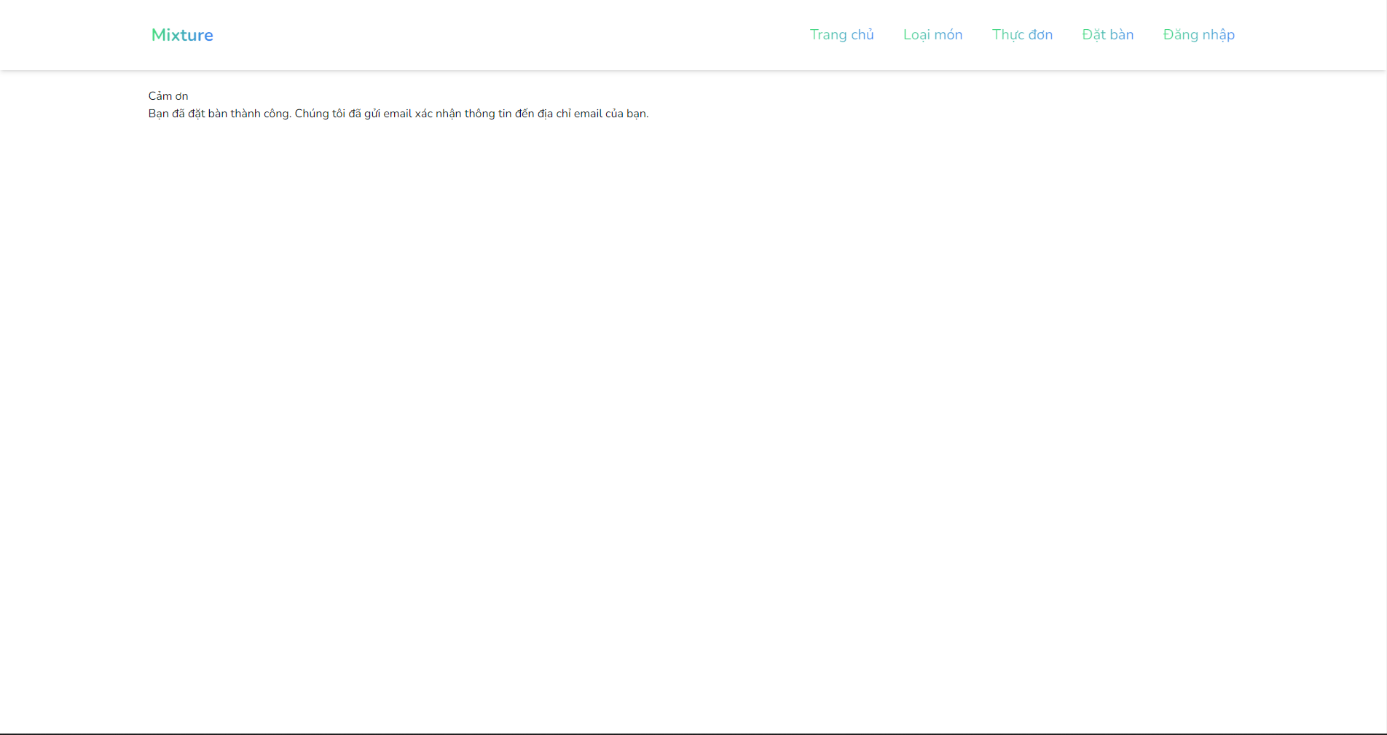 Mixture
Trang chủ Loại món Thực đơn Đặt bàn Đăng nhập
Cảm ơn
Bạn đã đặt bàn thành công. Chúng tôi đã gửi email xác nhận thông tin đến địa chỉ email của bạn.